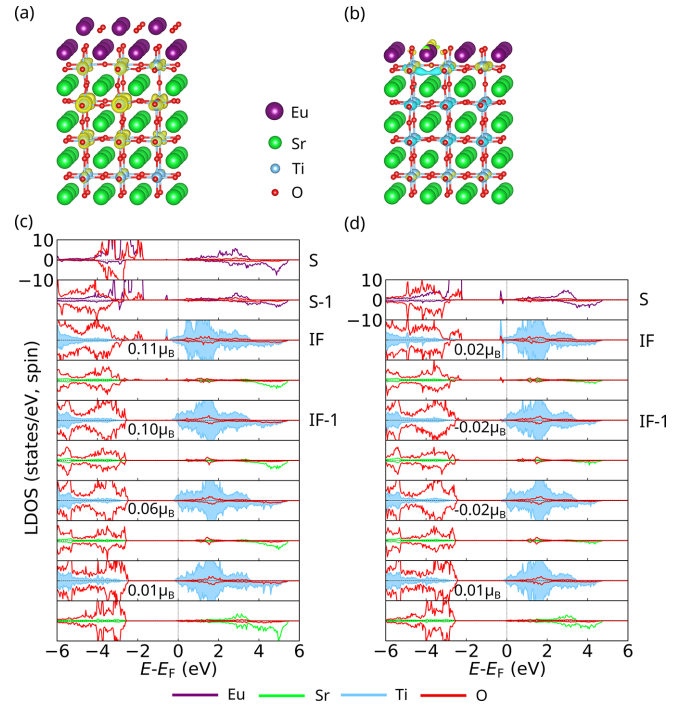 (a)
(b)
Eu
Sr
Ti
O
(c)
(d)
10
0
−10
S
10
0
−10
S-1
S
IF
0.11μB
IF
0.02μB
IF-1
0.10μB
IF-1
-0.02μB
0.06μB
-0.02μB
0.01μB
0.01μB
LDOS (states/eV, spin)
−6 −4 −2 0 2 4 6
−6 −4 −2 0 2 4 6
E-EF (eV)
E-EF (eV)
Eu Sr Ti O